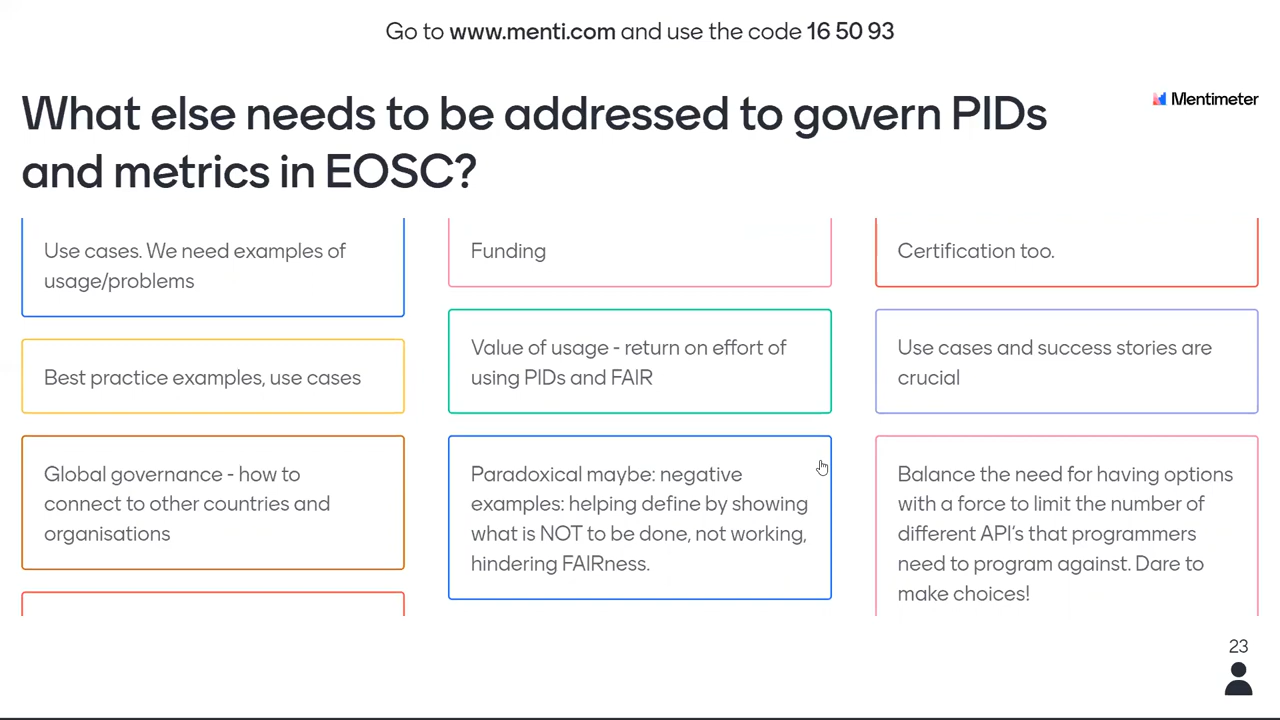 Go to www.menti.com and use the code 16 50 93
What else needs to be addressed to govern PIDs
and metrics in EOSC?
Mentimeter
Use cases. We need examples of
usage/problems
Best practice examples, use cases
Global governance - how to
connect to other countries and
organisations
Funding
Value of usage - return on effort of
using PIDs and FAIR
Paradoxical maybe: negative
examples: helping define by showing
what is NOT to be done, not working,
hindering FAIRness.
Certification too.
Use cases and success stories are
crucial
Balance the need for having options
with a force to limit the number of
different API's that programmers
need to program against. Dare to
make choices!
23